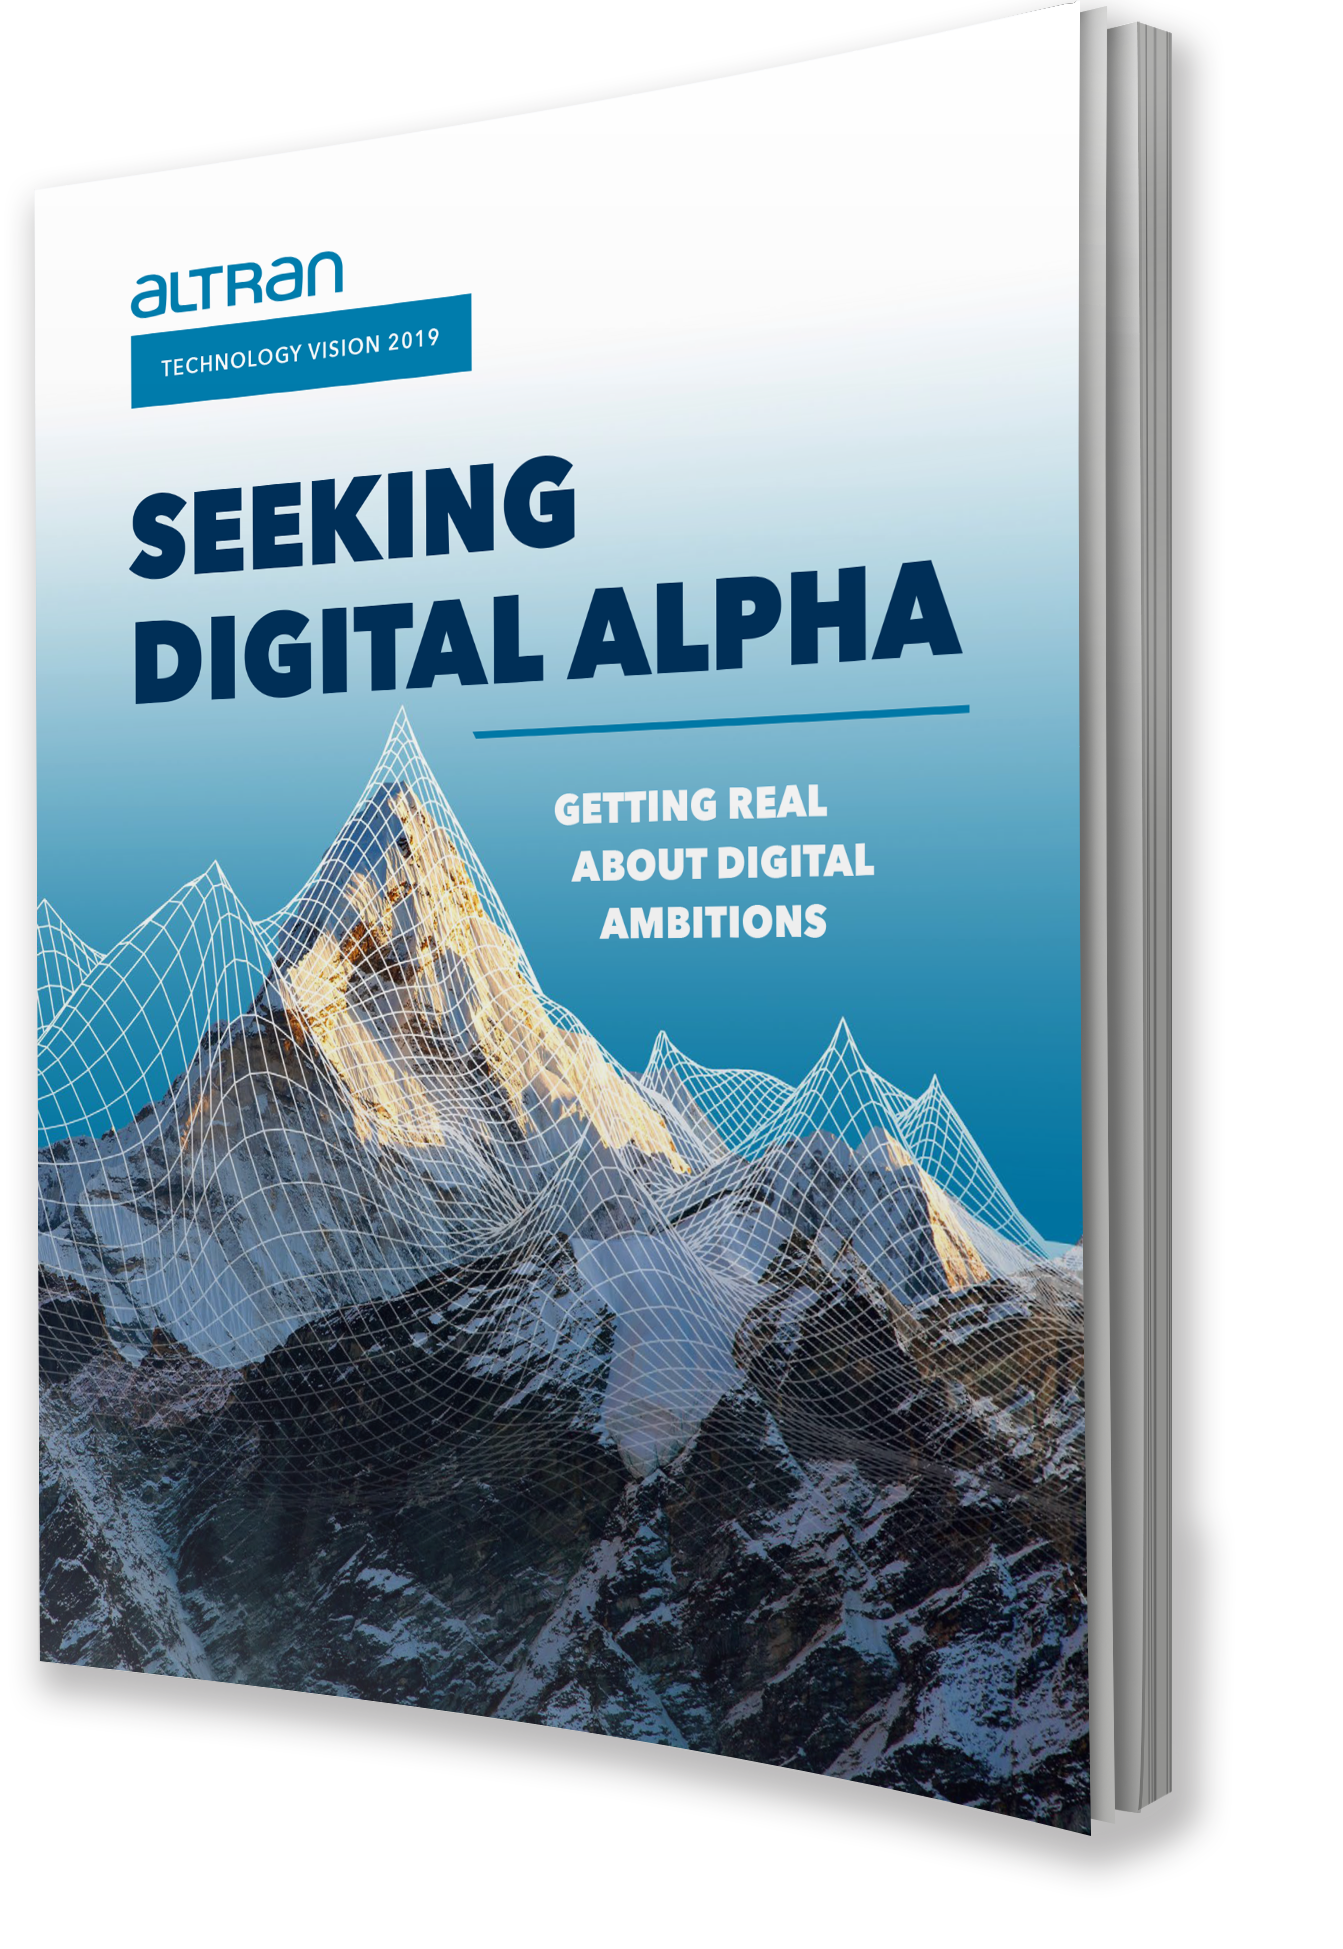 aLTRan
TECHNOLOGY VISION 2019
SEEKING
DIGITAL ALPHA
GETTING REAL
ABOUT DIGITAL
AMBITIONS